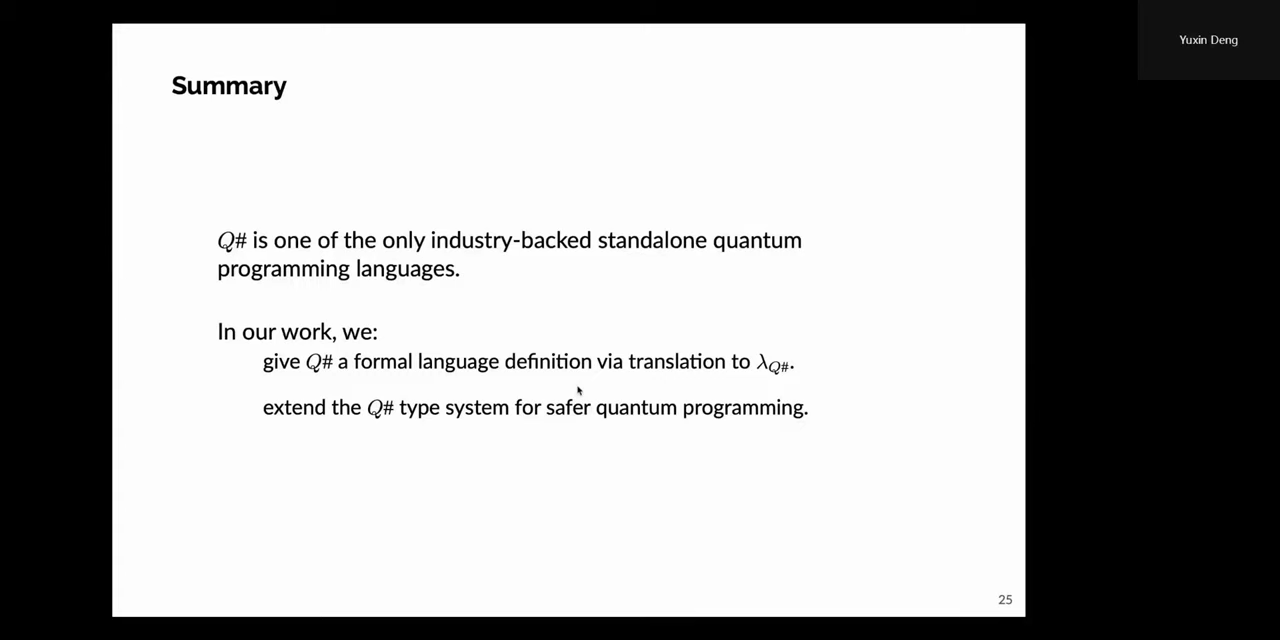 Yuxin Deng
Summary
Q# is one of the only industry-backed standalone quantum
programming languages.
In our work, we:
give Q# a formal language definition via translation to λ_Q#.
extend the Q# type system for safer quantum programming.
25